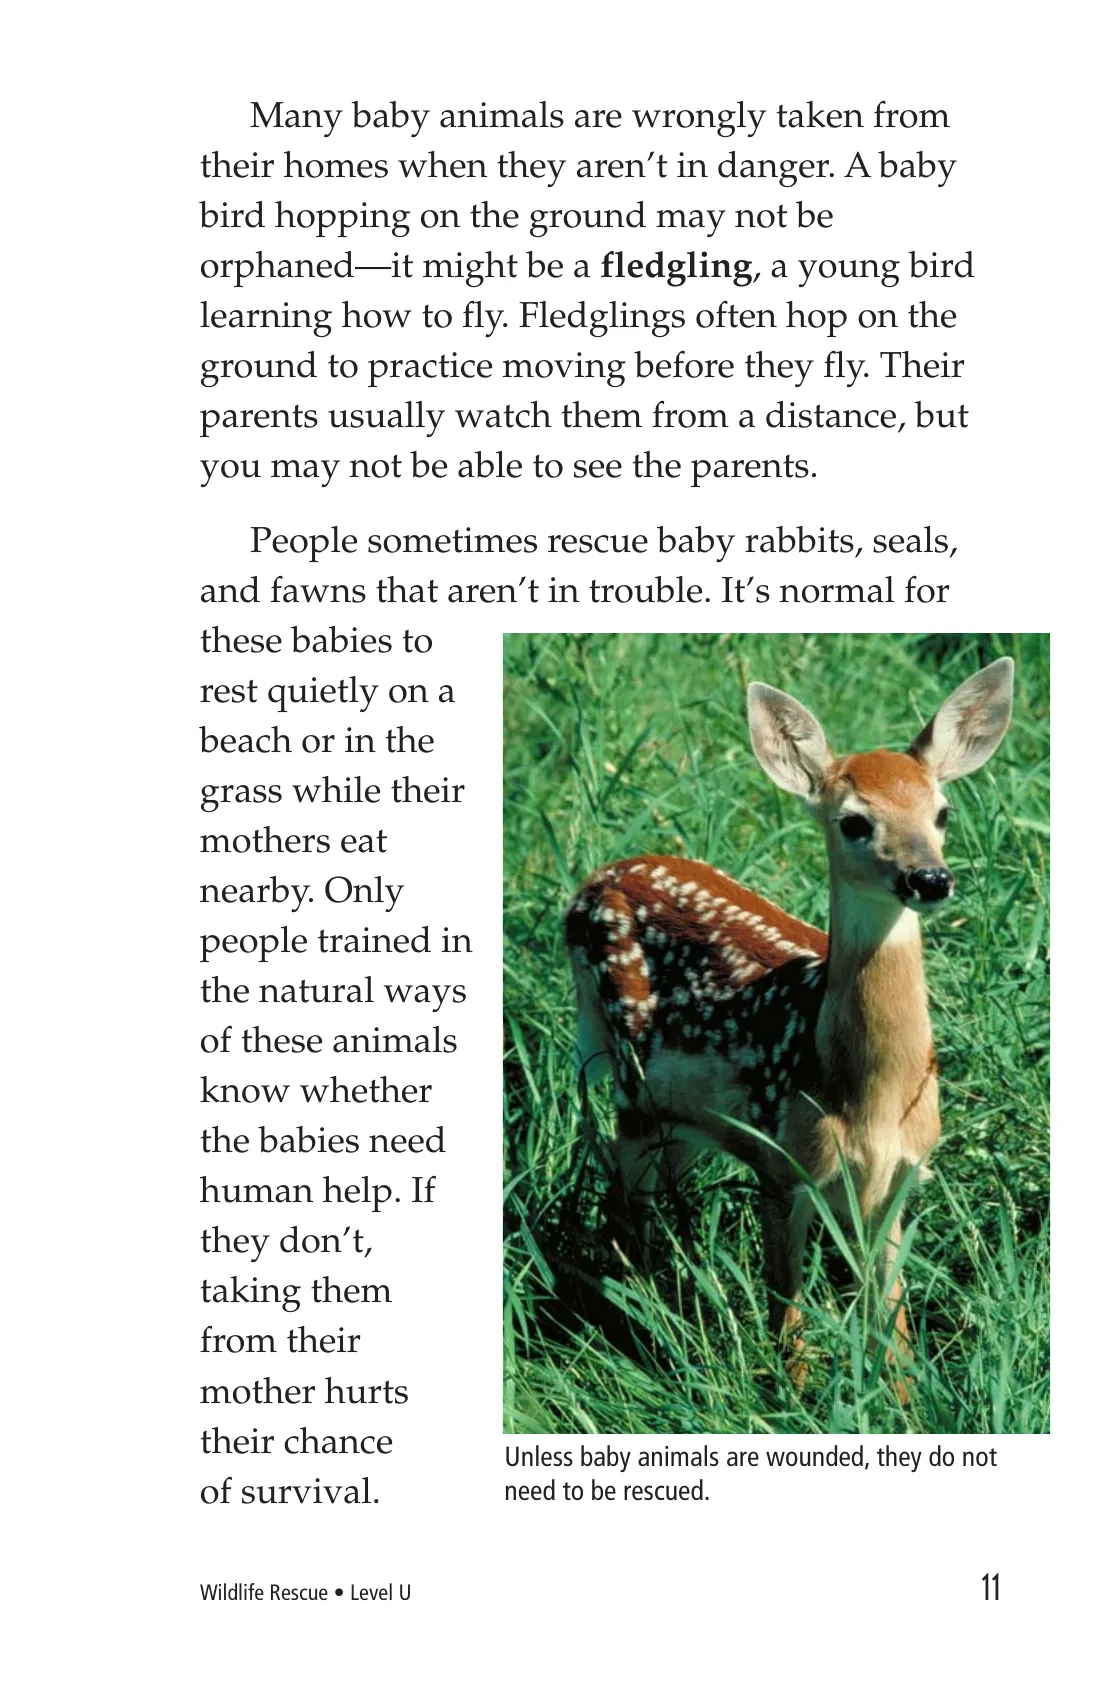 Many baby animals are wrongly taken from
their homes when they aren’t in danger. A baby
bird hopping on the ground may not be
orphaned—it might be a fledgling, a young bird
learning how to fly. Fledglings often hop on the
ground to practice moving before they fly. Their
parents usually watch them from a distance, but
you may not be able to see the parents.
People sometimes rescue baby rabbits, seals,
and fawns that aren’t in trouble. It’s normal for
these babies to
rest quietly on a
beach or in the
grass while their
mothers eat
nearby. Only
people trained in
the natural ways
of these animals
know whether
the babies need
human help. If
they don’t,
taking them
from their
mother hurts
their chance
of survival.
Unless baby animals are wounded, they do not
need to be rescued.
Wildlife Rescue • Level U
11